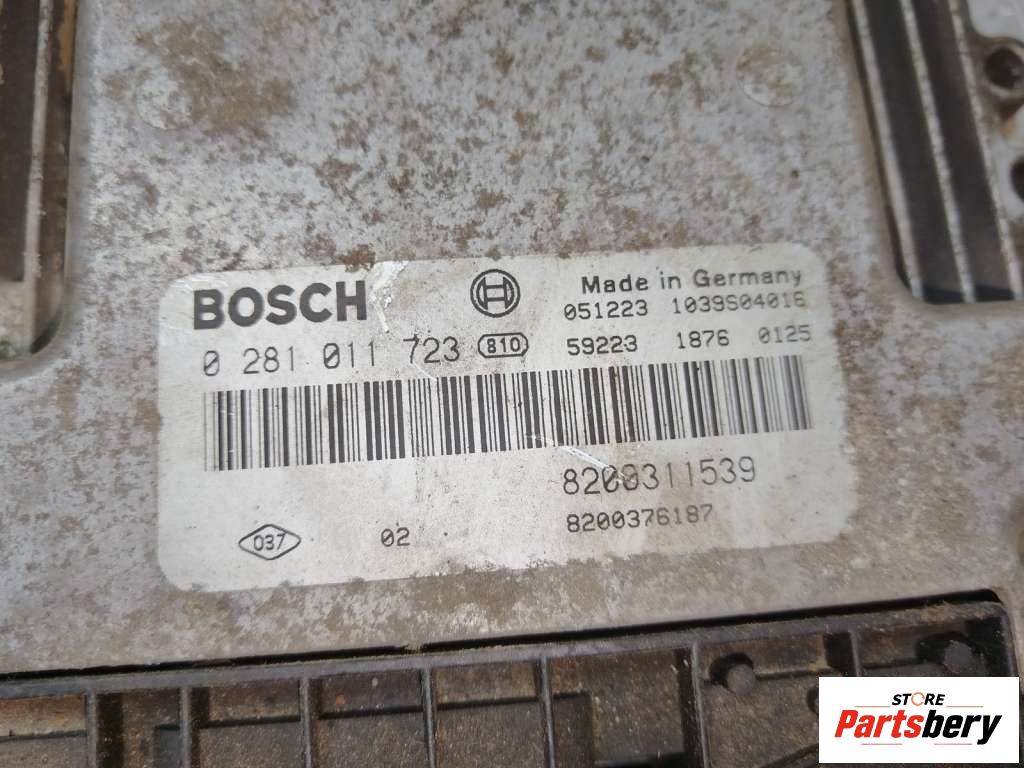 BOSCH
Made in Germany
051223 1039S04016
0 281 011 723 810
59223 1876 0125
8200311539
8200376187
037 02
STORE
Partsbery